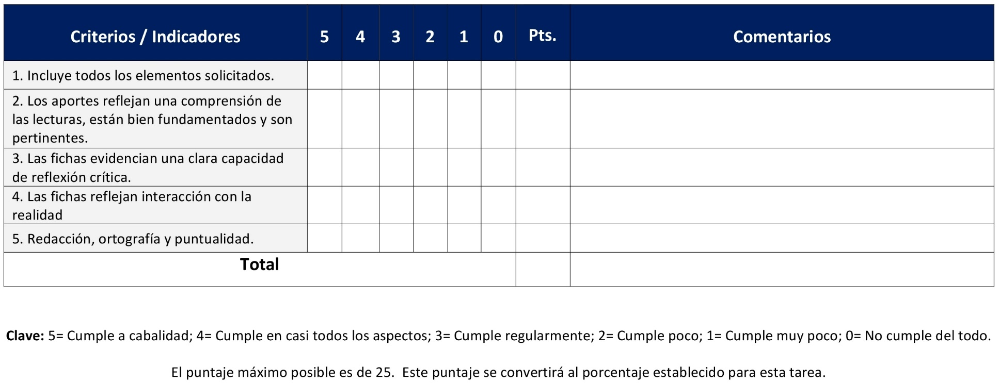 Criterios / Indicadores 5 4 3 2 1 0 Pts. Comentarios
1. Incluye todos los elementos solicitados.
2. Los aportes reflejan una comprensión de
las lecturas, están bien fundamentados y son
pertinentes.
3. Las fichas evidencian una clara capacidad
de reflexión crítica.
4. Las fichas reflejan interacción con la
realidad
5. Redacción, ortografía y puntualidad.
Total
Clave: 5= Cumple a cabalidad; 4= Cumple en casi todos los aspectos; 3= Cumple regularmente; 2= Cumple poco; 1= Cumple muy poco; 0= No cumple del todo.
El puntaje máximo posible es de 25.  Este puntaje se convertirá al porcentaje establecido para esta tarea.